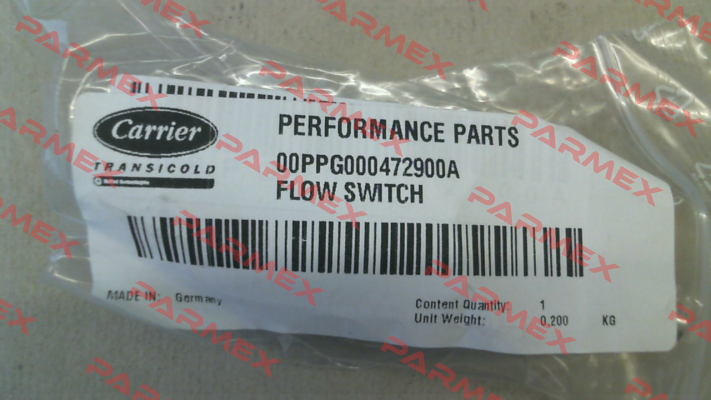 PERFORMANCE PARTS
Carrier
TRANSICOLD
00PPG000472900A
FLOW SWITCH
MADE IN: Germany
Content Quantity: 1
Unit Weight: 0,200 KG
PARMEX